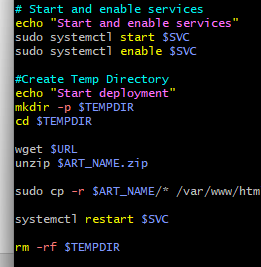 # Start and enable services
echo "Start and enable services"
sudo systemctl start $SVC
sudo systemctl enable $SVC
#Create Temp Directory
echo "Start deployment"
mkdir -p $TEMPDIR
cd $TEMPDIR
wget $URL
unzip $ART_NAME.zip
sudo cp -r $ART_NAME/* /var/www/htm
systemctl restart $SVC
rm -rf $TEMPDIR